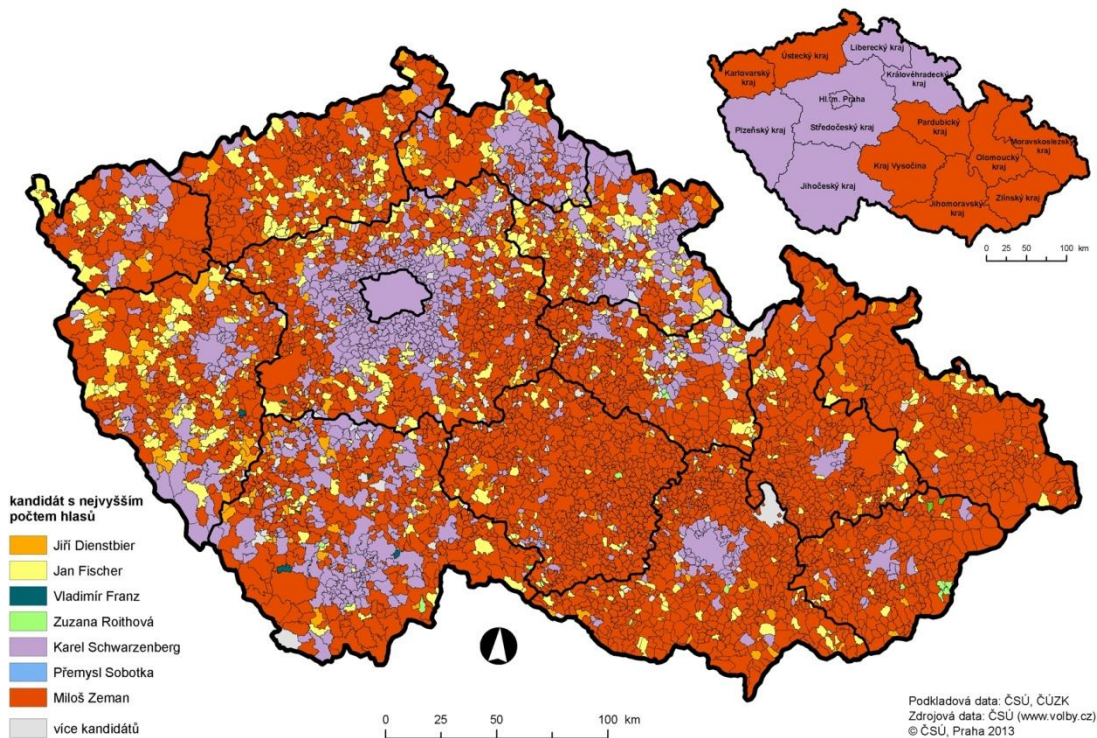 Ústecký kraj
Liberecký kraj
Karlovarský
kraj
Královéhradecký
kraj
Hl. m. Praha
Plzeňský kraj
Středočeský kraj
Pardubický
kraj
Moravskoslezský
kraj
Kraj Vysočina
Olomoucký
kraj
Jihočeský kraj
Jihomoravský
kraj
Zlínský kraj
0 25 50 100 km
kandidát s nejvyšším
počtem hlasů
Jiří Dienstbier
Jan Fischer
Vladimír Franz
Zuzana Roithová
Karel Schwarzenberg
Přemysl Sobotka
Miloš Zeman
více kandidátů
0 25 50 100 km
Podkladová data: ČSÚ, ČÚZK
Zdrojová data: ČSÚ (www.volby.cz)
© ČSÚ, Praha 2013